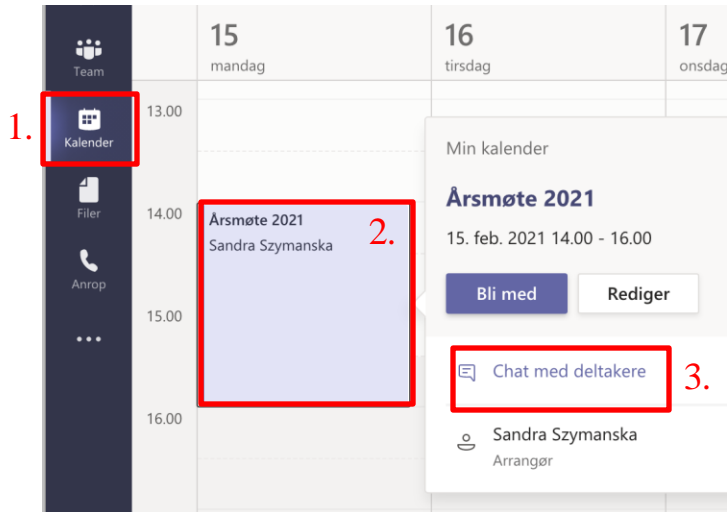 Team
1.
Kalender
Filer
Anrop
15
mandag
16
tirsdag
17
onsdag
13.00
14.00
15.00
16.00
Årsmøte 2021
Sandra Szymanska
2.
Min kalender
Årsmøte 2021
15. feb. 2021 14.00 - 16.00
Bli med
Rediger
Chat med deltakere
3.
Sandra Szymanska
Arrangør